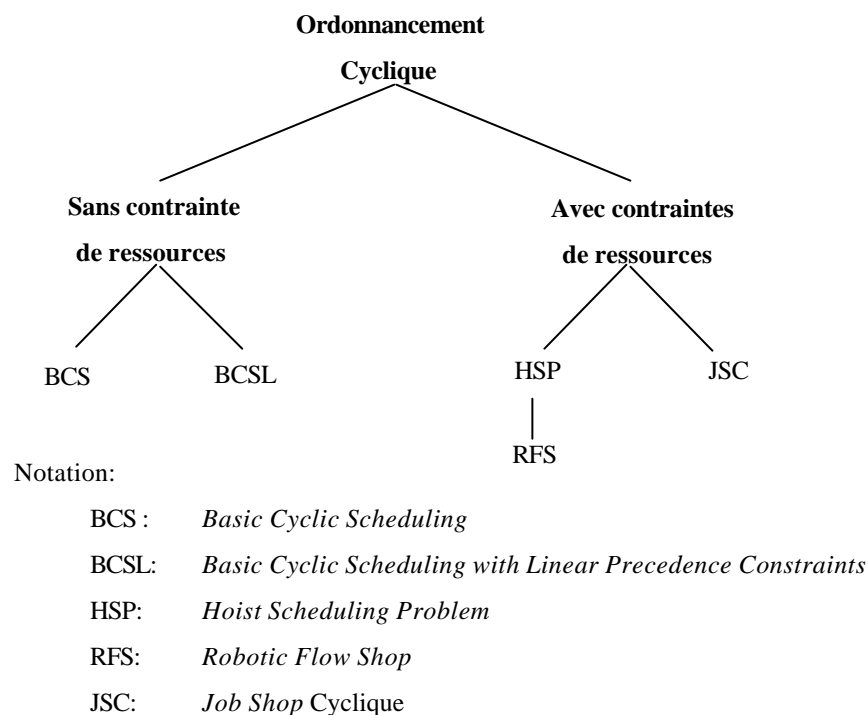 Ordonnancement
Cyclique
Sans contrainte
de ressources
Avec contraintes
de ressources
BCS
BCSL
HSP
JSC
RFS
Notation:
BCS : Basic Cyclic Scheduling
BCSL: Basic Cyclic Scheduling with Linear Precedence Constraints
HSP: Hoist Scheduling Problem
RFS: Robotic Flow Shop
JSC: Job Shop Cyclique